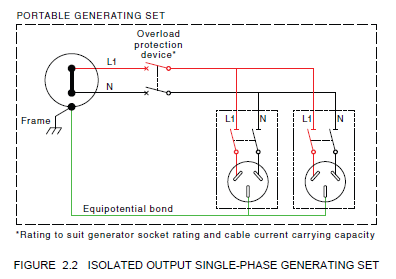 PORTABLE GENERATING SET
Overload
protection
device*
L1
N
Frame
L1 N
L1 N
Equipotential bond
*Rating to suit generator socket rating and cable current carrying capacity
FIGURE 2.2 ISOLATED OUTPUT SINGLE-PHASE GENERATING SET